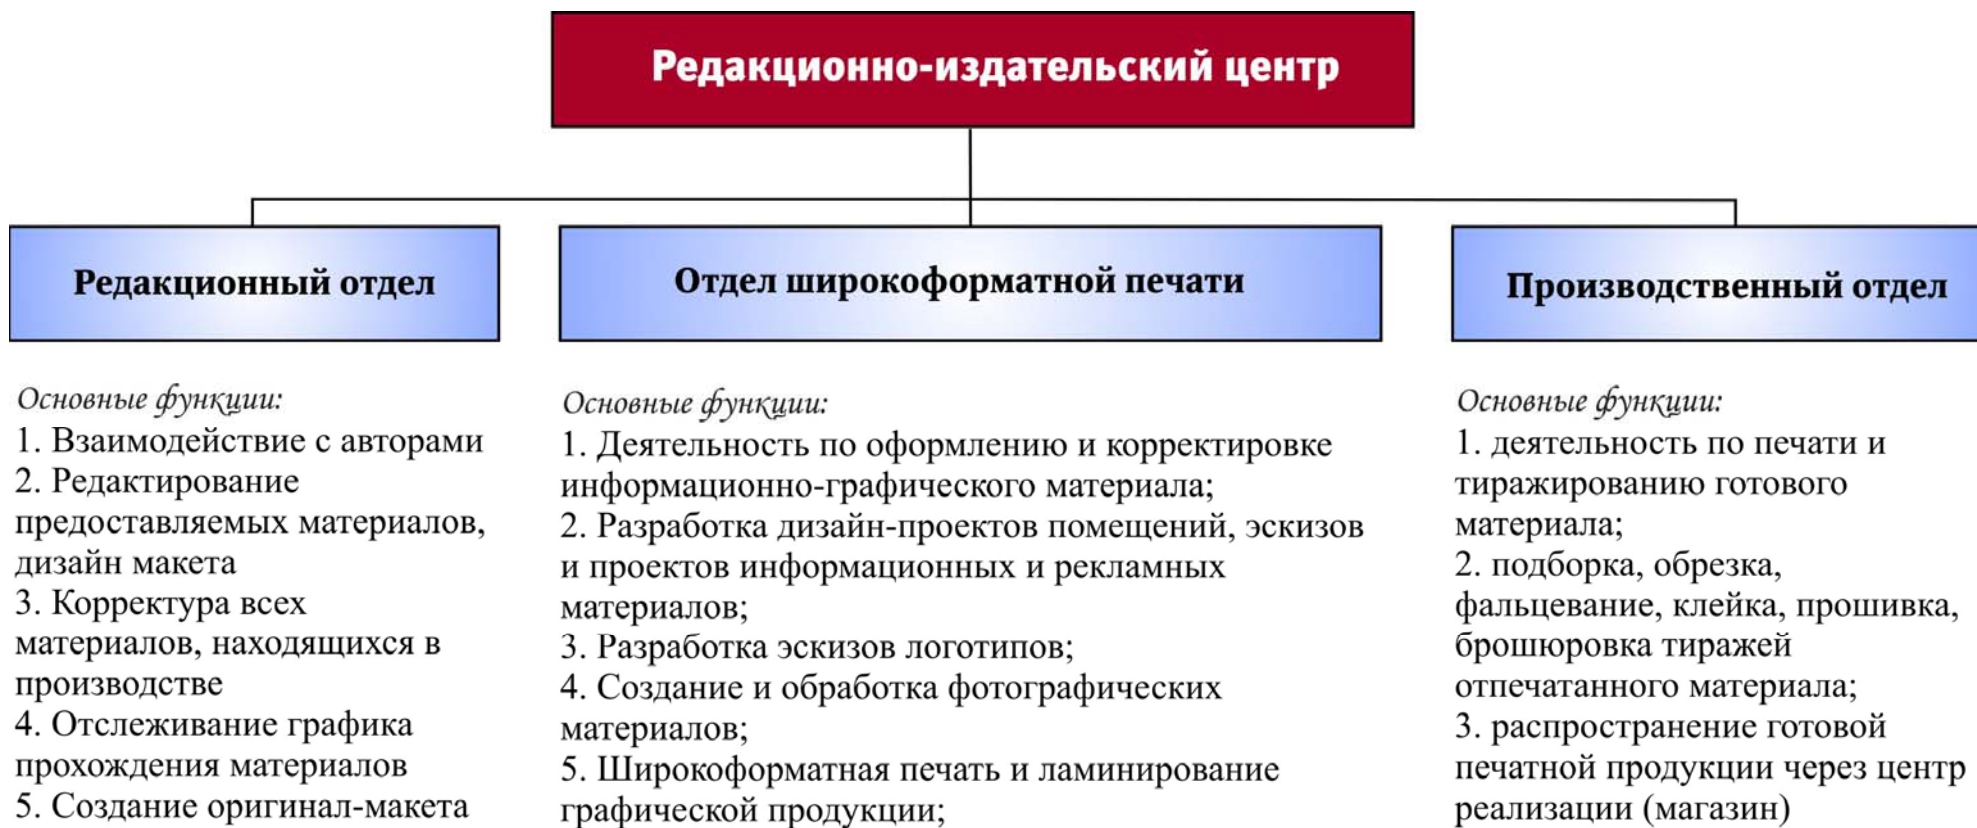 Редакционно-издательский центр
Редакционный отдел
Основные функции:
1. Взаимодействие с авторами
2. Редактирование
предоставляемых материалов,
дизайн макета
3. Корректура всех
материалов, находящихся в
производстве
4. Отслеживание графика
прохождения материалов
5. Создание оригинал-макета
Отдел широкоформатной печати
Основные функции:
1. Деятельность по оформлению и корректировке
информационно-графического материала;
2. Разработка дизайн-проектов помещений, эскизов
и проектов информационных и рекламных
материалов;
3. Разработка эскизов логотипов;
4. Создание и обработка фотографических
материалов;
5. Широкоформатная печать и ламинирование
графической продукции;
Производственный отдел
Основные функции:
1. деятельность по печати и
тиражированию готового
материала;
2. подборка, обрезка,
фальцевание, клейка, прошивка,
брошюровка тиражей
отпечатанного материала;
3. распространение готовой
печатной продукции через центр
реализации (магазин)